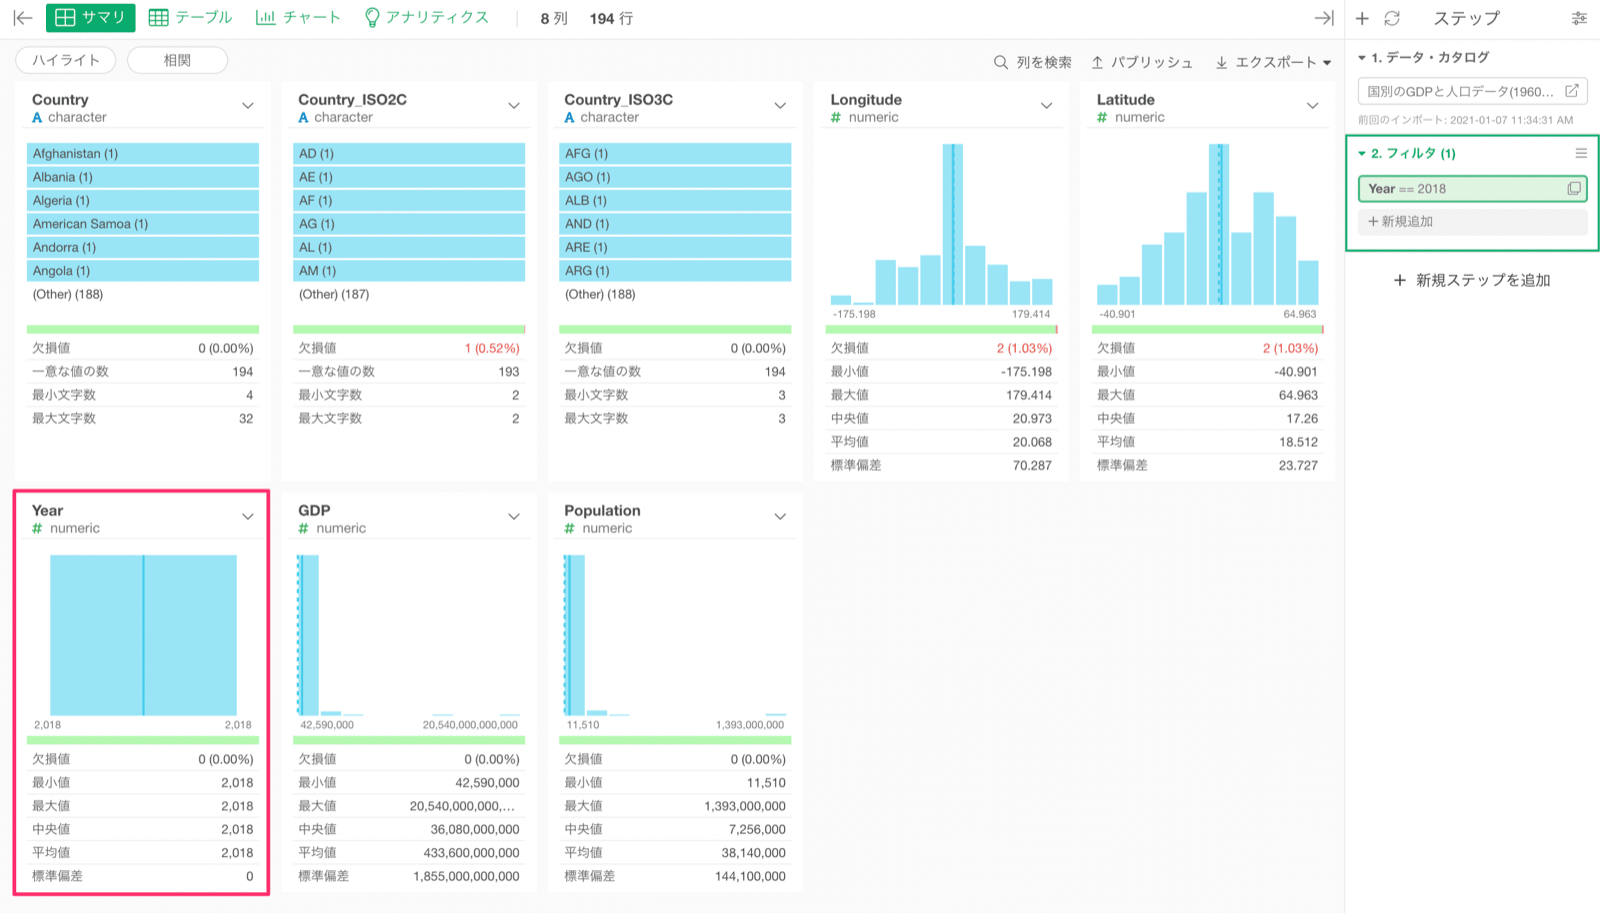 サマリ テーブル チャート アナリティクス 8 列 194 行
ステップ
ハイライト 相関 列を検索 パブリッシュ エクスポート
Country
A character
Afghanistan (1)
Albania (1)
Algeria (1)
American Samoa (1)
Andorra (1)
Angola (1)
(Other) (188)
欠損値 0 (0.00%)
一意な値の数 194
最小文字数 4
最大文字数 32
Country_ISO2C
A character
AD (1)
AE (1)
AF (1)
AG (1)
AL (1)
AM (1)
(Other) (187)
欠損値 1 (0.52%)
一意な値の数 193
最小文字数 2
最大文字数 2
Country_ISO3C
A character
AFG (1)
AGO (1)
ALB (1)
AND (1)
ARE (1)
ARG (1)
(Other) (188)
欠損値 0 (0.00%)
一意な値の数 194
最小文字数 3
最大文字数 3
Longitude
# numeric
-175.198 179.414
欠損値 2 (1.03%)
最小値 -175.198
最大値 179.414
中央値 20.973
平均値 20.068
標準偏差 70.287
Latitude
# numeric
-40.901 64.963
欠損値 2 (1.03%)
最小値 -40.901
最大値 64.963
中央値 17.26
平均値 18.512
標準偏差 23.727
Year
# numeric
2,018 2,018
欠損値 0 (0.00%)
最小値 2,018
最大値 2,018
中央値 2,018
平均値 2,018
標準偏差 0
GDP
# numeric
42,590,000 20,540,000,000,000
欠損値 0 (0.00%)
最小値 42,590,000
最大値 20,540,000,000,...
中央値 36,080,000,000
平均値 433,600,000,000
標準偏差 1,855,000,000,000
Population
# numeric
11,510 1,393,000,000
欠損値 0 (0.00%)
最小値 11,510
最大値 1,393,000,000
中央値 7,256,000
平均値 38,140,000
標準偏差 144,100,000
1. データ・カタログ
国別のGDPと人口データ(1960...
前回のインポート: 2021-01-07 11:34:31 AM
2. フィルタ (1)
Year == 2018
+ 新規追加
+ 新規ステップを追加